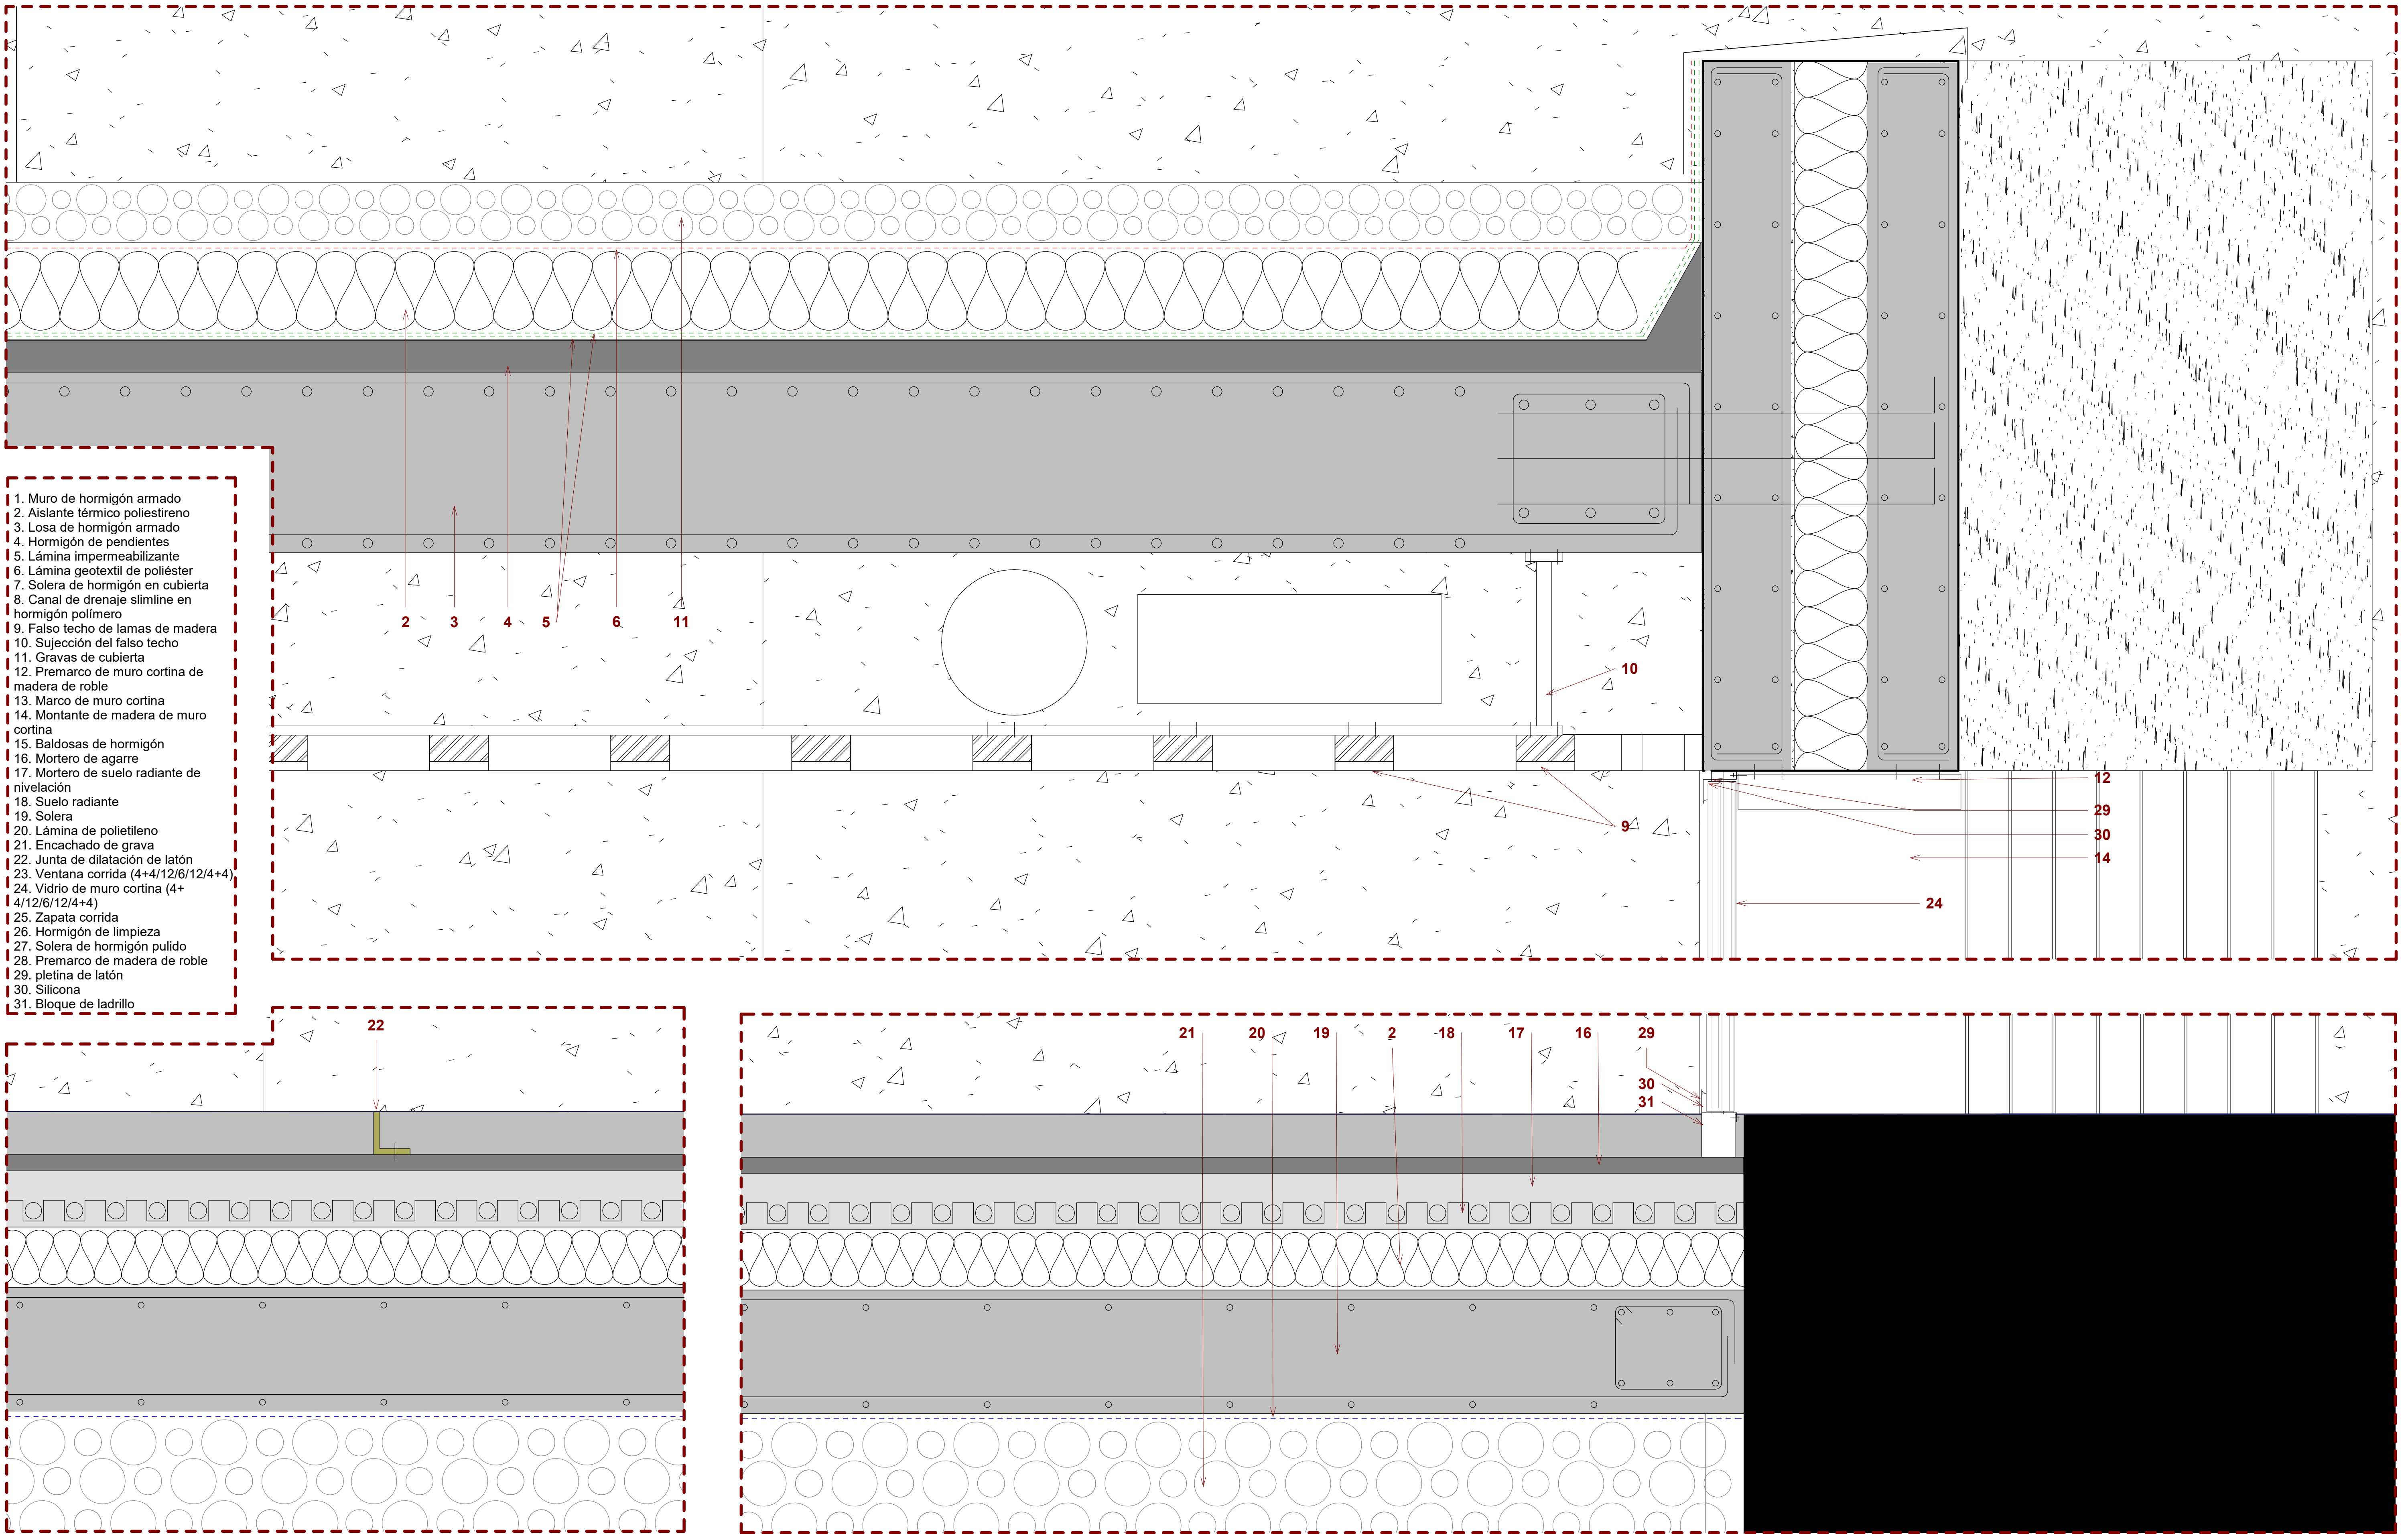 1. Muro de hormigón armado
2. Aislante térmico poliestireno
3. Losa de hormigón armado
4. Hormigón de pendientes
5. Lámina impermeabilizante
6. Lámina geotextil de poliéster
7. Solera de hormigón en cubierta
8. Canal de drenaje slimline en
hormigón polímero
9. Falso techo de lamas de madera
10. Sujección del falso techo
11. Gravas de cubierta
12. Premarco de muro cortina de
madera de roble
13. Marco de muro cortina
14. Montante de madera de muro
cortina
15. Baldosas de hormigón
16. Mortero de agarre
17. Mortero de suelo radiante de
nivelación
18. Suelo radiante
19. Solera
20. Lámina de polietileno
21. Encachado de grava
22. Junta de dilatación de latón
23. Ventana corrida (4+4/12/6/12/4+4)
24. Vidrio de muro cortina (4+
4/12/6/12/4+4)
25. Zapata corrida
26. Hormigón de limpieza
27. Solera de hormigón pulido
28. Premarco de madera de roble
29. pletina de latón
30. Silicona
31. Bloque de ladrillo
2 3 4 5 6 11
10
9
12
29
30
14
24
22
21 20 19 2 18 17 16 29
30
31